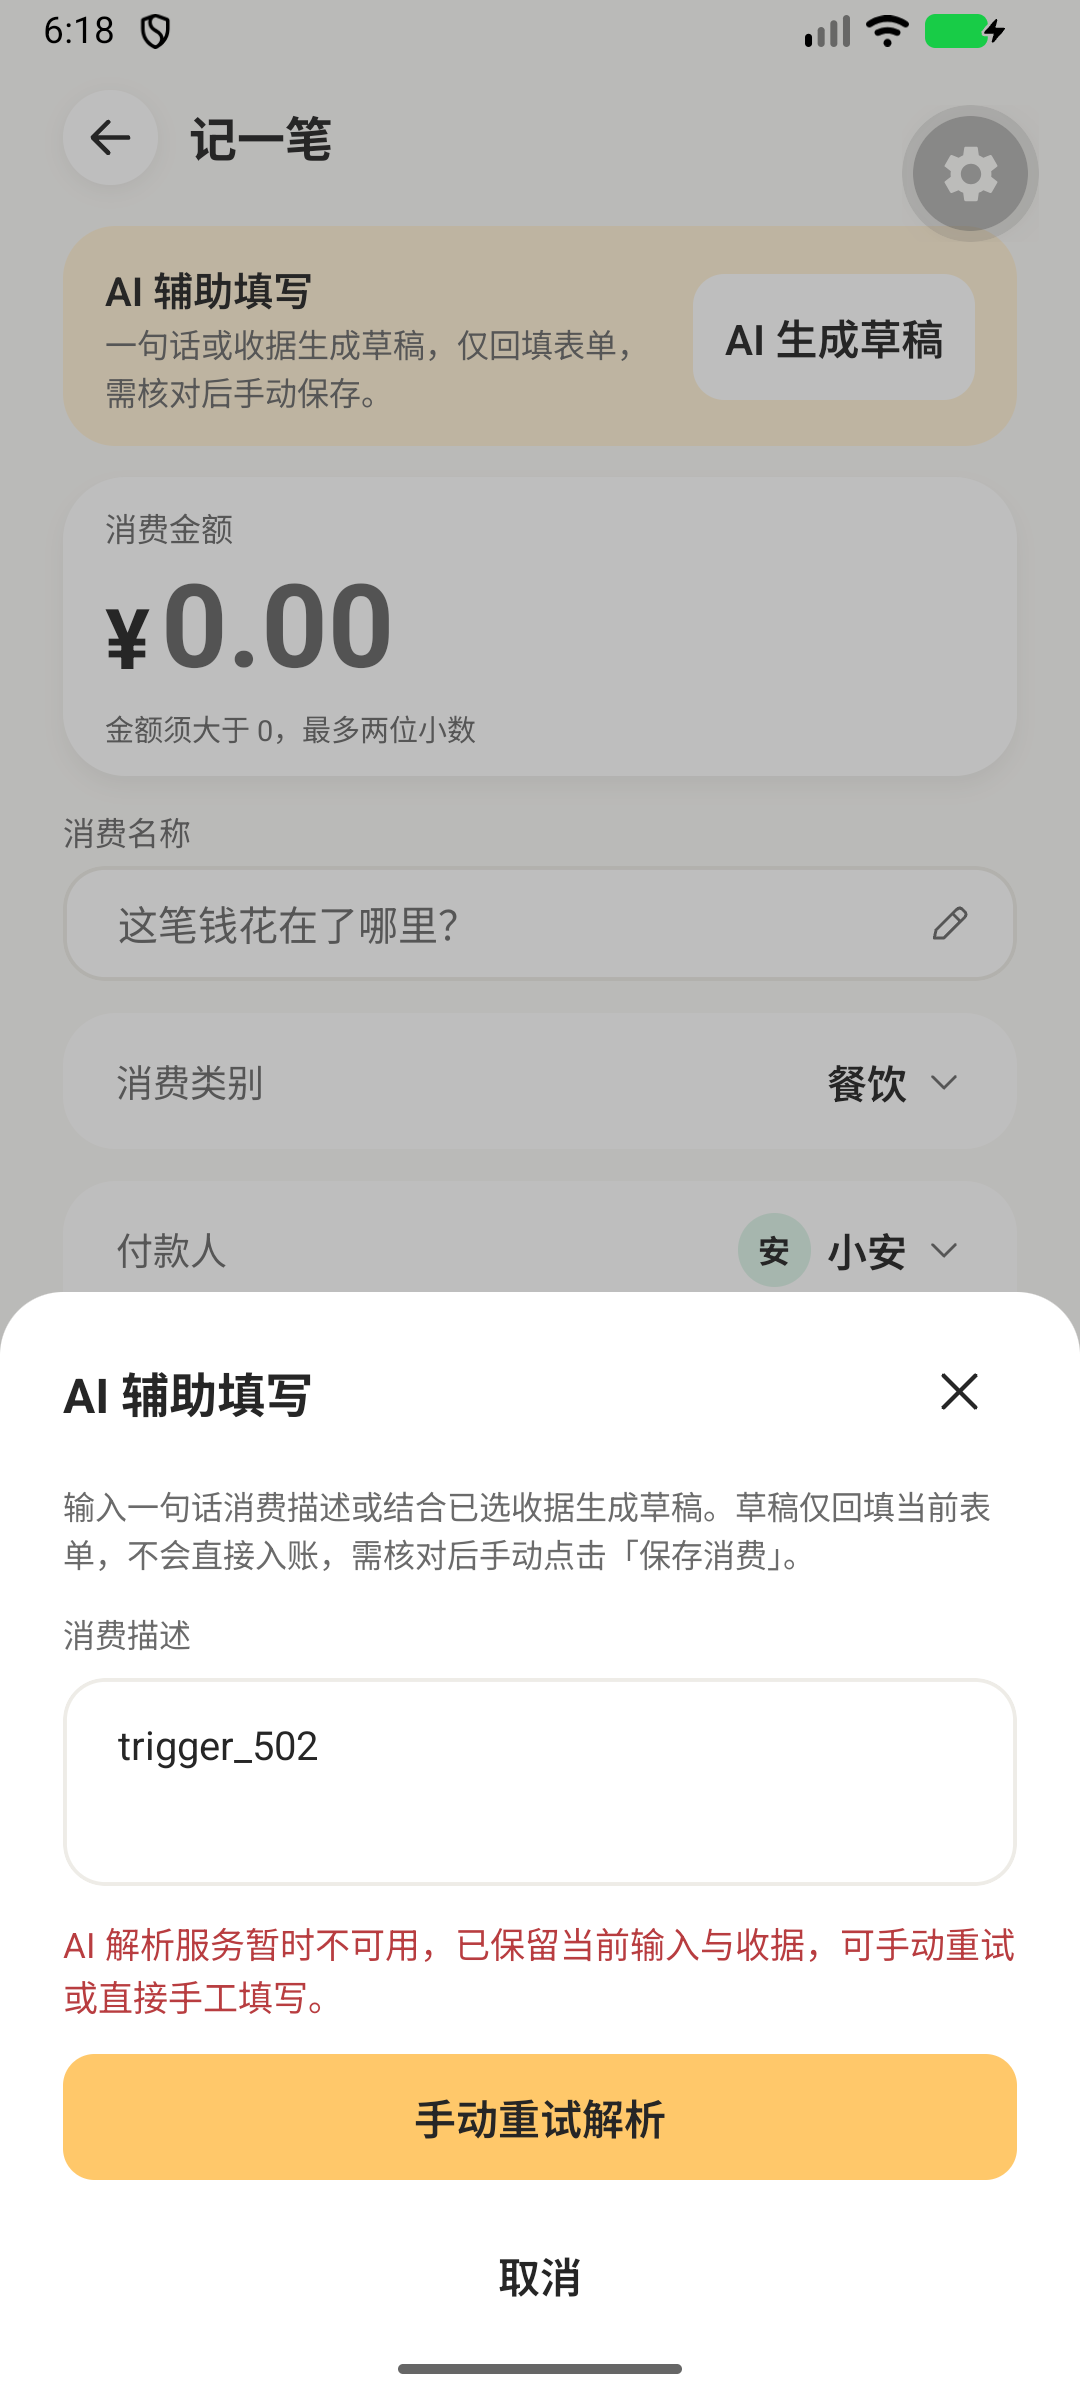 6:18
记一笔
AI 辅助填写
一句话或收据生成草稿，仅回填表单，
需核对后手动保存。
AI 生成草稿
消费金额
¥0.00
金额须大于 0，最多两位小数
消费名称
这笔钱花在了哪里？
消费类别
餐饮
付款人
安
小安
AI 辅助填写
输入一句话消费描述或结合已选收据生成草稿。草稿仅回填当前表
单，不会直接入账，需核对后手动点击「保存消费」。
消费描述
trigger_502
AI 解析服务暂时不可用，已保留当前输入与收据，可手动重试
或直接手工填写。
手动重试解析
取消